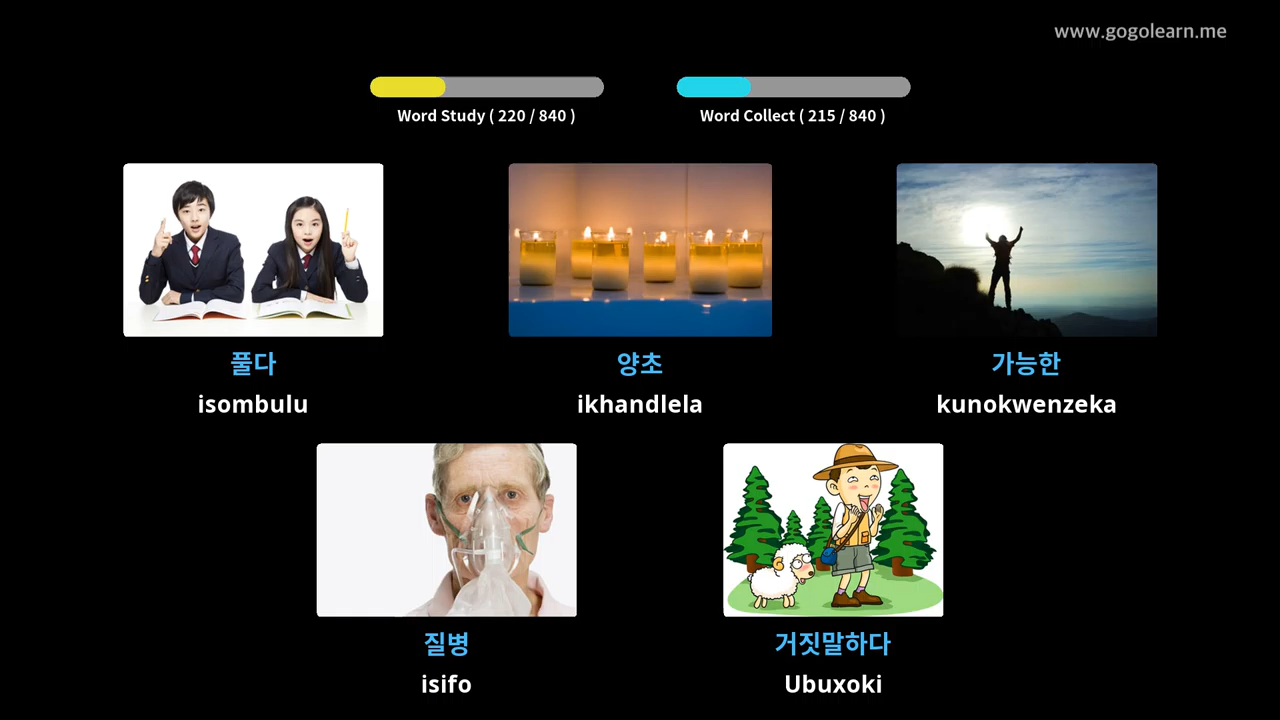 www.gogolearn.me
Word Study ( 220 / 840 )
Word Collect ( 215 / 840 )
풀다
양초
가능한
isombulu
ikhandlela
kunokwenzeka
질병
거짓말하다
isifo
Ubuxoki